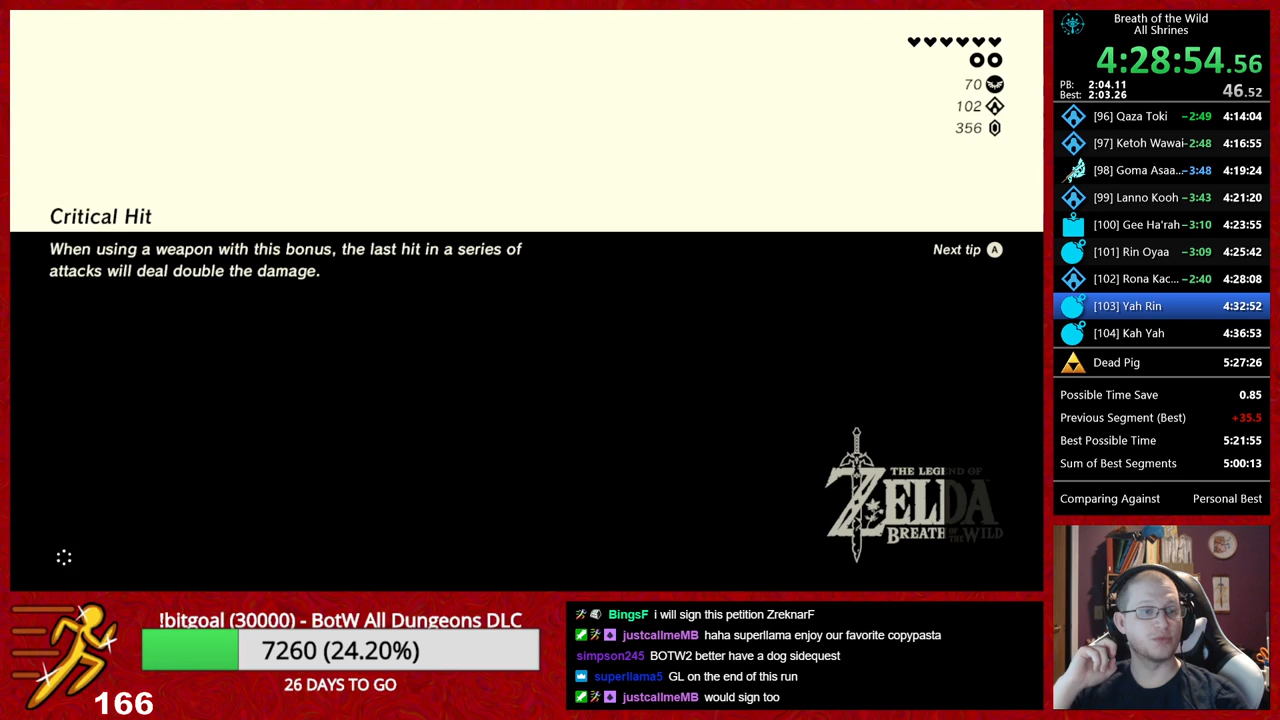 70
102
356
Critical Hit
When using a weapon with this bonus, the last hit in a series of
attacks will deal double the damage.
Next tip A
THE LEGEND OF
ZELDA
BREATH OF THE WILD
!bitgoal (30000) - BotW All Dungeons DLC
7260 (24.20%)
26 DAYS TO GO
166
BingsF i will sign this petition ZreknarF
justcallmeMB haha superllama enjoy our favorite copypasta
simpson245 BOTW2 better have a dog sidequest
superllama5 GL on the end of this run
justcallmeMB would sign too
Breath of the Wild
All Shrines
4:28:54.56
PB: 2:04.11
Best: 2:03.26
46.52
[96] Qaza Toki -2:49 4:14:04
[97] Ketoh Wawai -2:48 4:16:55
[98] Goma Asaa... -3:48 4:19:24
[99] Lanno Kooh -3:43 4:21:20
[100] Gee Ha'rah -3:10 4:23:55
[101] Rin Oyaa -3:09 4:25:42
[102] Rona Kac... -2:40 4:28:08
[103] Yah Rin 4:32:52
[104] Kah Yah 4:36:53
Dead Pig 5:27:26
Possible Time Save 0.85
Previous Segment (Best) +35.5
Best Possible Time 5:21:55
Sum of Best Segments 5:00:13
Comparing Against Personal Best